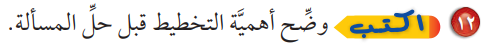 ١٢ اكتب وضِّح أهميَّة التخطيط قبل حلِّ المسألة.